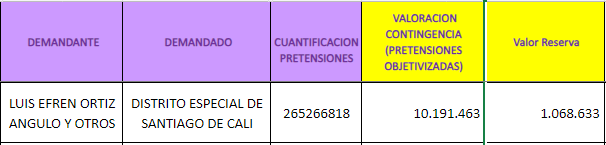 DEMANDANTE
DEMANDADO
CUANTIFICACION
PRETENSIONES
VALORACION
CONTINGENCIA
(PRETENSIONES
OBJETIVIZADAS)
Valor Reserva
LUIS EFREN ORTIZ
ANGULO Y OTROS
DISTRITO ESPECIAL DE
SANTIAGO DE CALI
265266818
10.191.463
1.068.633